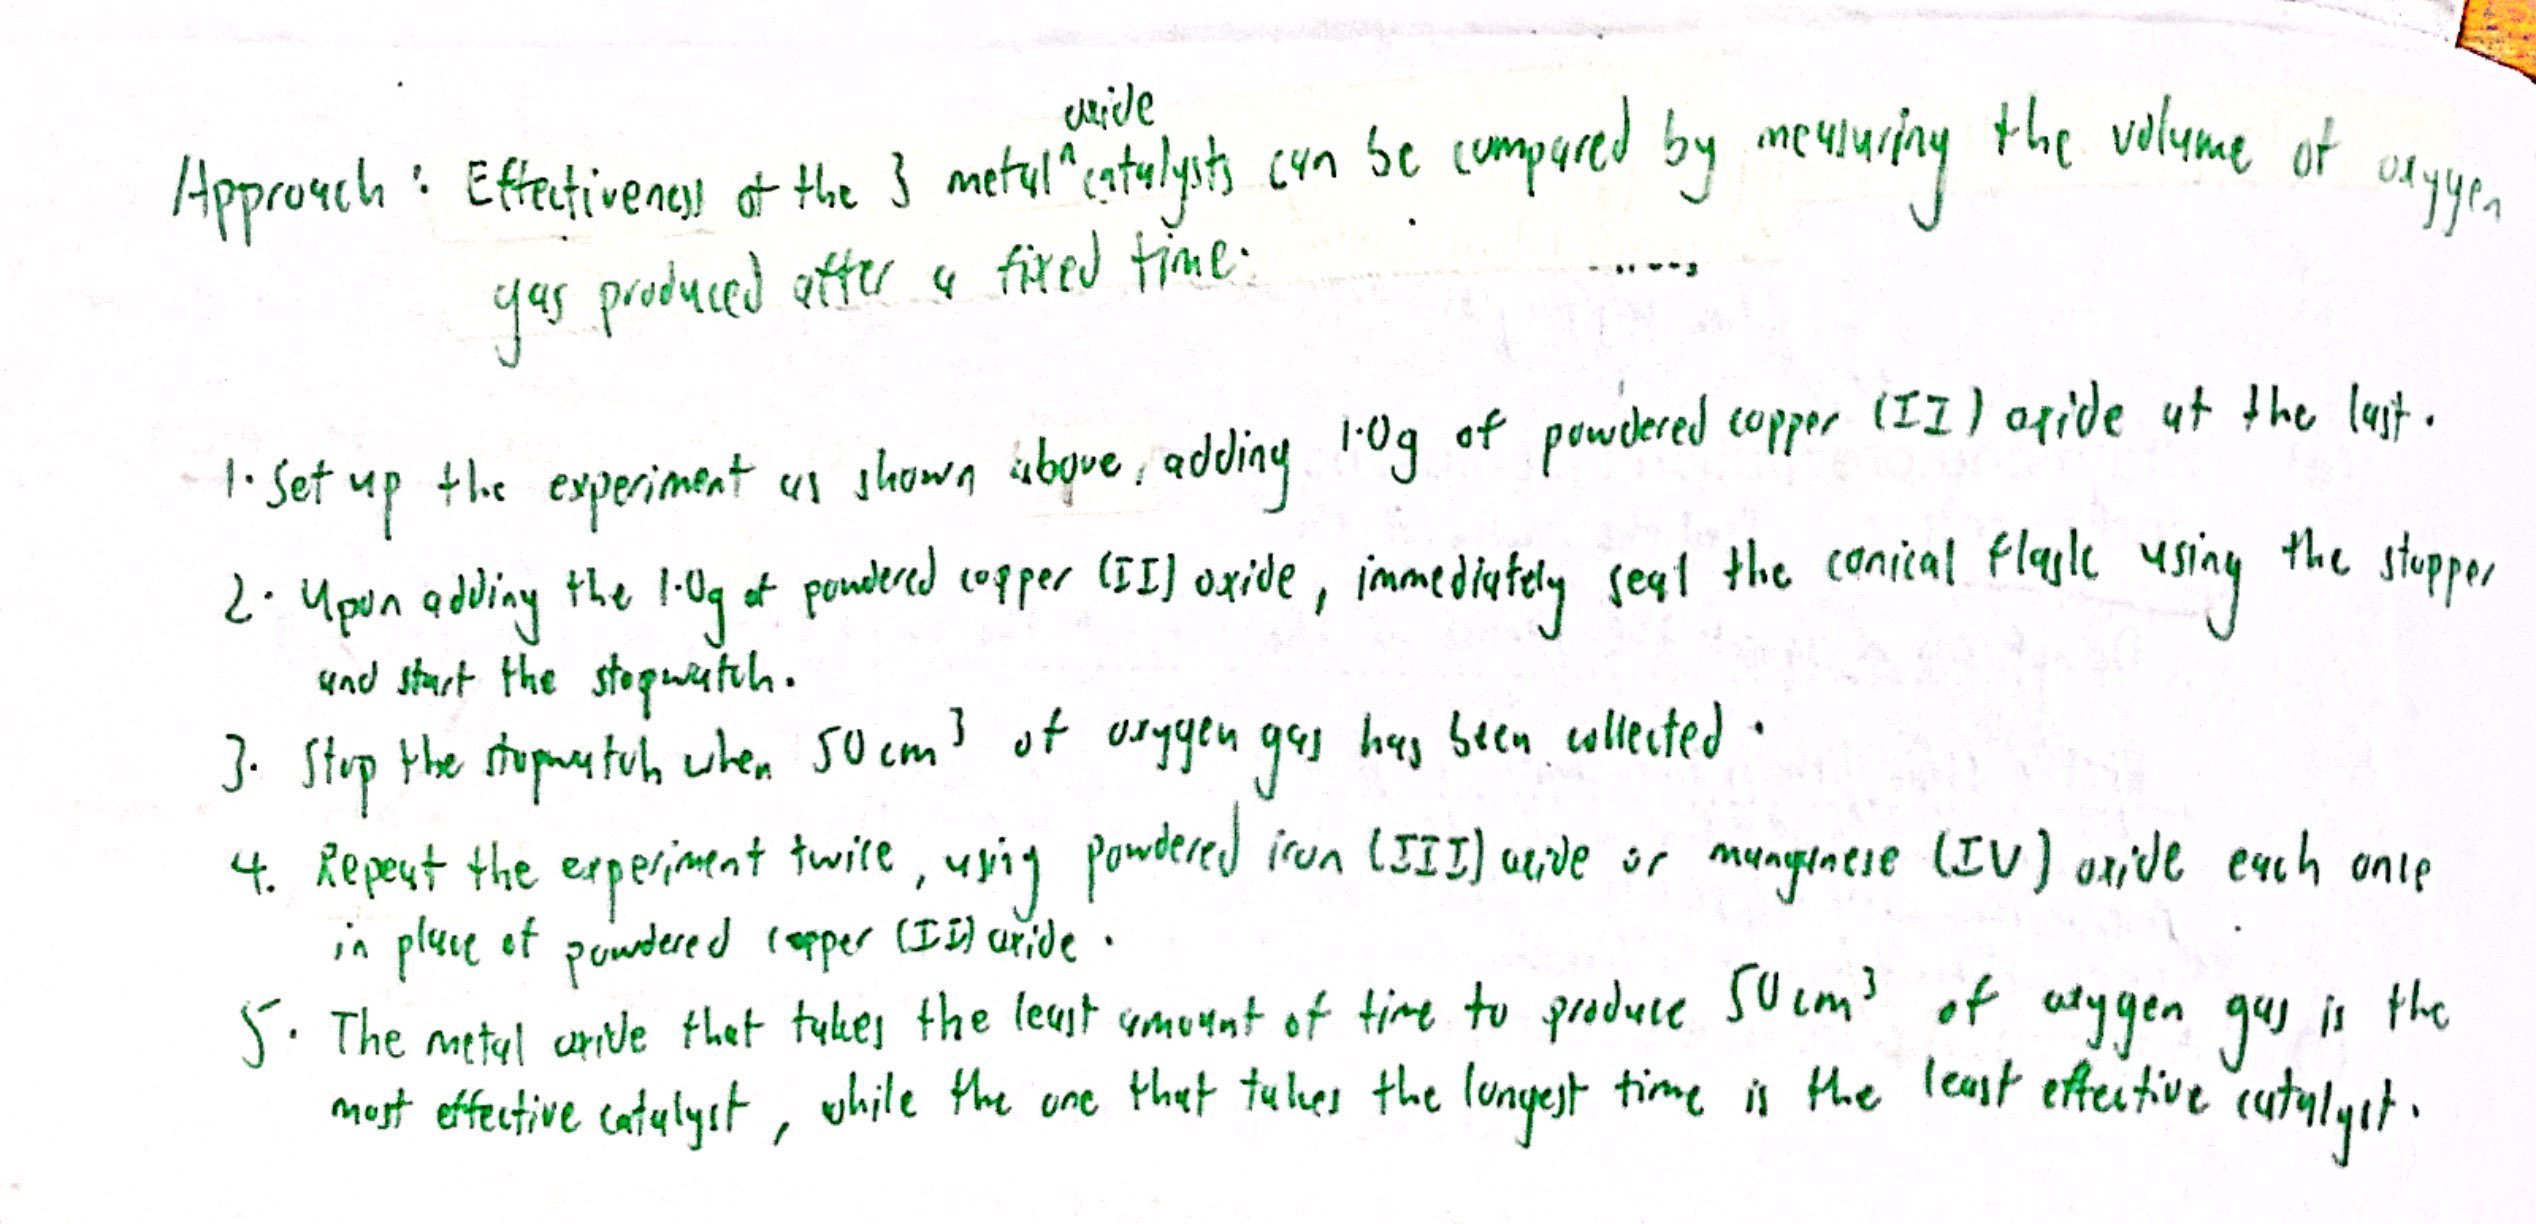 oxide
Approach : Effectiveness of the 3 metal ^ catalysts can be compared by measuring the volume of oxygen
gas produced after a fixed time.
1. Set up the experiment as shown above, adding 1.0g of powdered copper (II) oxide at the last.
2. Upon adding the 1.0g of powdered copper (II) oxide, immediately seal the conical flask using the stopper
and start the stopwatch.
3. Stop the stopwatch when 50 cm³ of oxygen gas has been collected.
4. Repeat the experiment twice, using powdered iron (III) oxide or manganese (IV) oxide each once
in place of powdered copper (II) oxide.
5. The metal oxide that takes the least amount of time to produce 50 cm³ of oxygen gas is the
most effective catalyst, while the one that takes the longest time is the least effective catalyst.